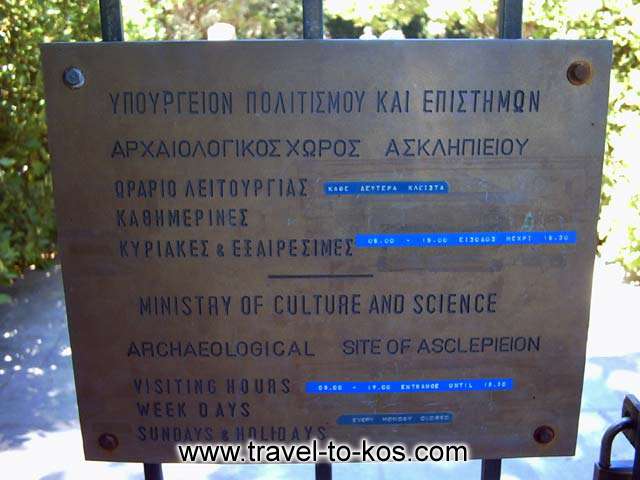 ΥΠΟΥΡΓΕΙΟΝ ΠΟΛΙΤΙΣΜΟΥ ΚΑΙ ΕΠΙΣΤΗΜΩΝ
ΑΡΧΑΙΟΛΟΓΙΚΟΣ ΧΩΡΟΣ ΑΣΚΛΗΠΙΕΙΟΥ
ΩΡΑΡΙΟ ΛΕΙΤΟΥΡΓΙΑΣ ΚΑΘΕ ΔΕΥΤΕΡΑ ΚΛΕΙΣΤΑ
ΚΑΘΗΜΕΡΙΝΕΣ
ΚΥΡΙΑΚΕΣ & ΕΞΑΙΡΕΣΙΜΕΣ 08.00 - ΕΙΣΟΔΟΣ ΜΕΧΡΙ 18.30
MINISTRY OF CULTURE AND SCIENCE
ARCHAEOLOGICAL SITE OF ASCLEPIEION
VISITING HOURS 08.00 - 19.00 ENTRANCE UNTIL 18.30
WEEK DAYS
SUNDAYS & HOLIDAYS EVERY MONDAY CLOSED
www.travel-to-kos.com